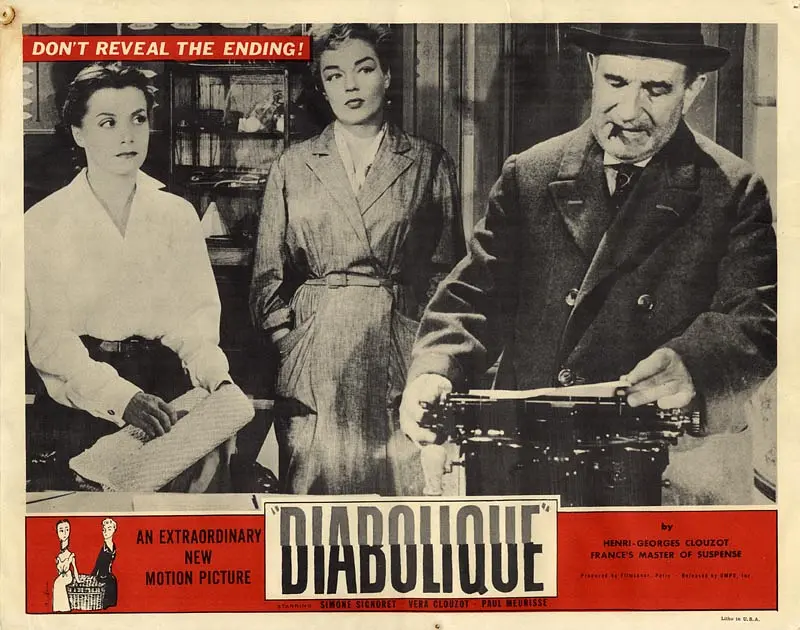 DON'T REVEAL THE ENDING!
AN EXTRAORDINARY
NEW
MOTION PICTURE
"DIABOLIQUE"
by
HENRI-GEORGES CLOUZOT
FRANCE'S MASTER OF SUSPENSE
Produced by Filmsonor, Paris Released by UMPO, Inc.
STARRING SIMONE SIGNORET - VERA CLOUZOT - PAUL MEURISSE
Litho in U.S.A.